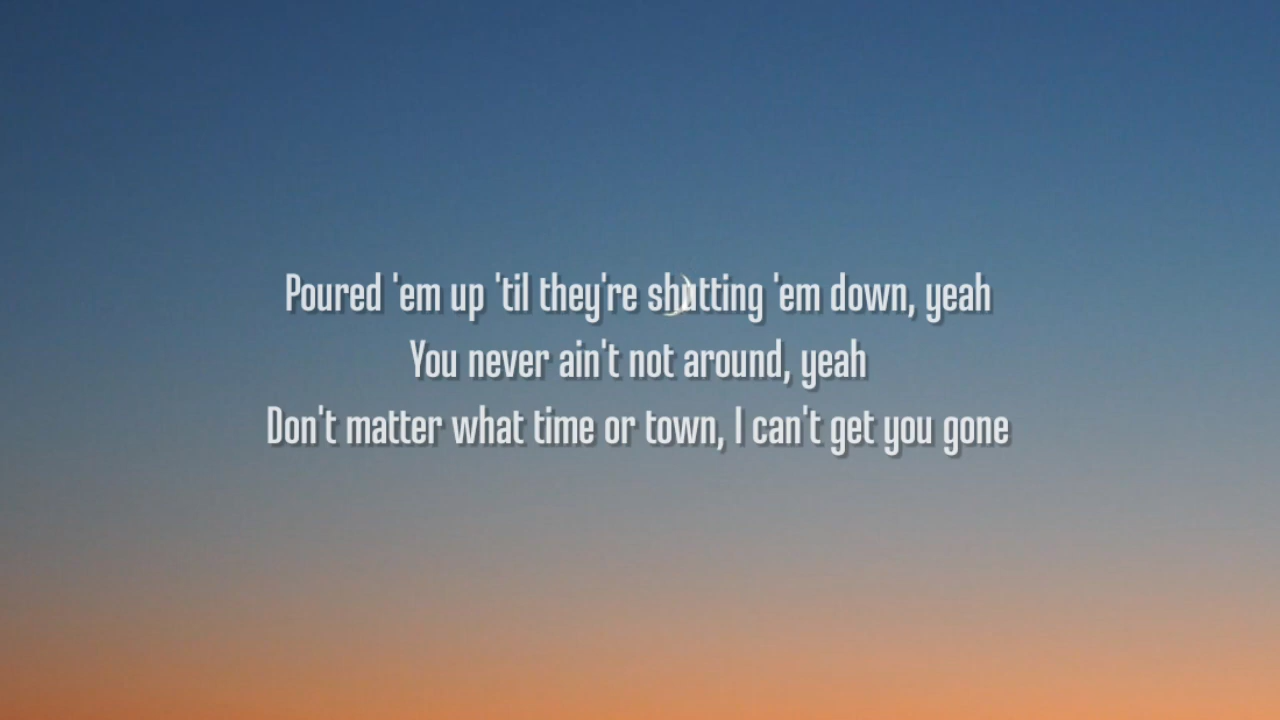 Poured 'em up 'til they're shutting 'em down, yeah
You never ain't not around, yeah
Don't matter what time or town, I can't get you gone